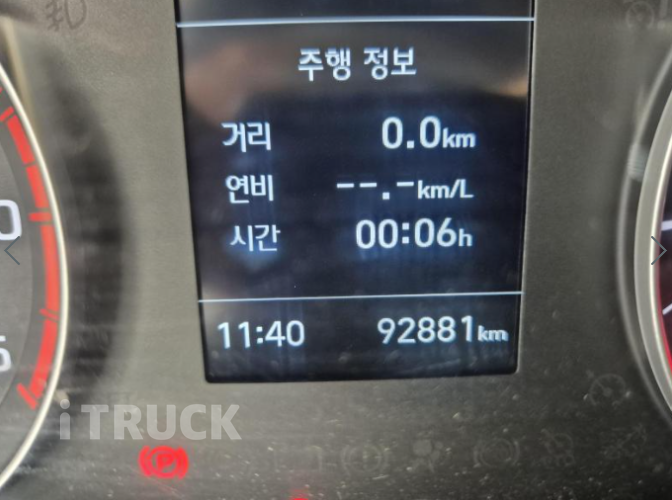 주행 정보
거리 0.0km
연비 --.-km/L
시간 00:06h
11:40 92881km
iTRUCK